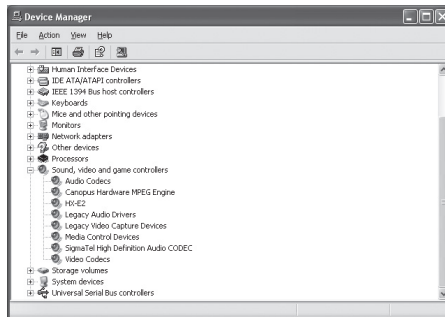 Device Manager
File Action View Help
Human Interface Devices
IDE ATA/ATAPI controllers
IEEE 1394 Bus host controllers
Keyboards
Mice and other pointing devices
Monitors
Network adapters
Other devices
Processors
Sound, video and game controllers
Audio Codecs
Canopus Hardware MPEG Engine
HX-E2
Legacy Audio Drivers
Legacy Video Capture Devices
Media Control Devices
SigmaTel High Definition Audio CODEC
Video Codecs
Storage volumes
System devices
Universal Serial Bus controllers